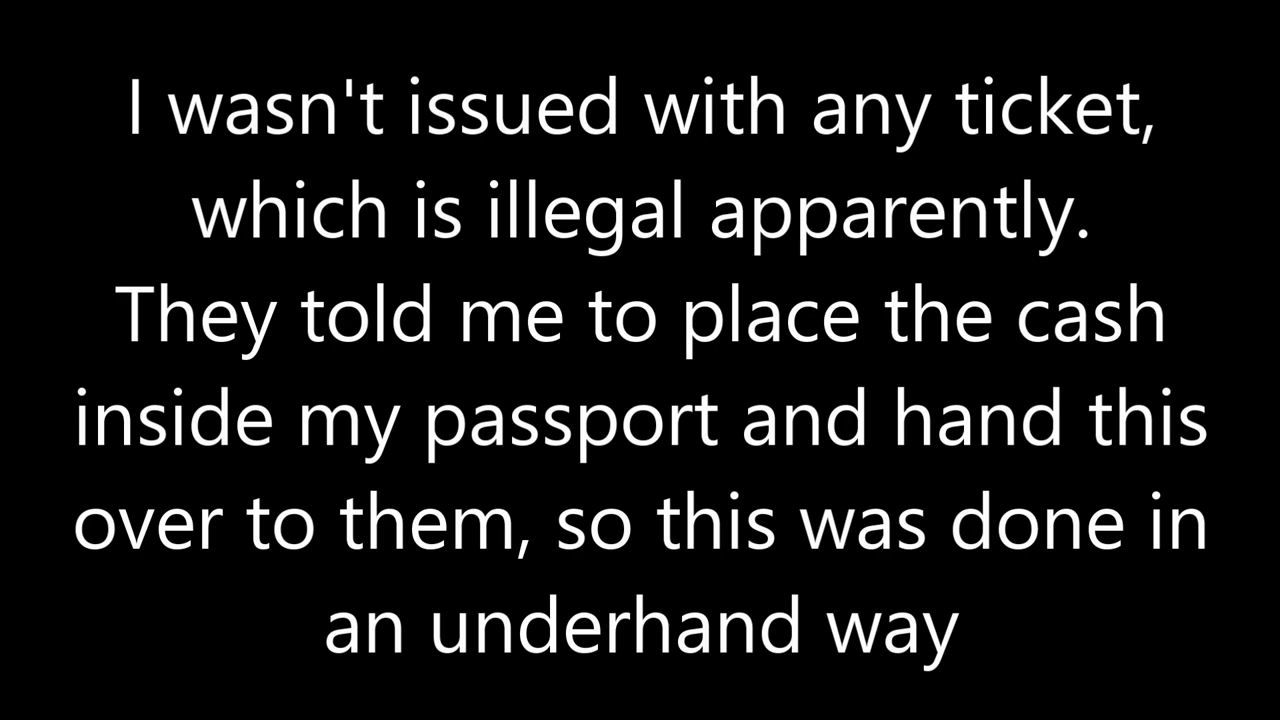 I wasn't issued with any ticket,
which is illegal apparently.
They told me to place the cash
inside my passport and hand this
over to them, so this was done in
an underhand way